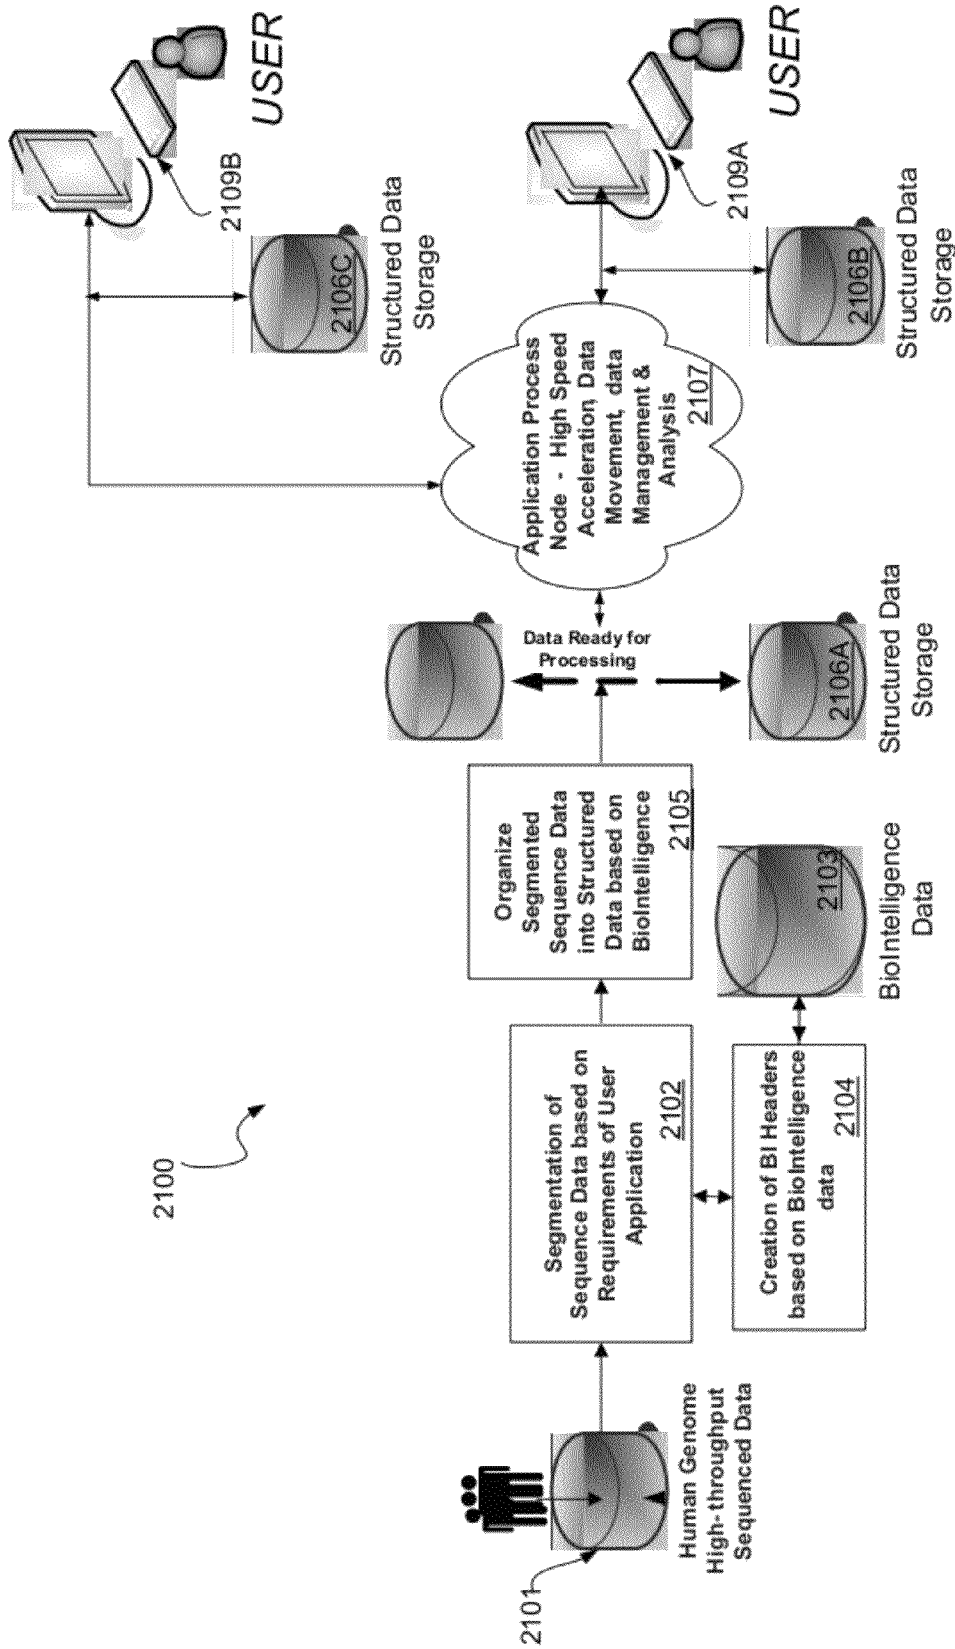 2100
2101
Human Genome
High-throughput
Sequenced Data
Segmentation of
Sequence Data based on
Requirements of User
Application
2102
Creation of BI Headers
based on BioIntelligence
data
2104
2103
BioIntelligence
Data
Organize
Segmented
Sequence Data
into Structured
Data based on
BioIntelligence
2105
Data Ready for
Processing
2106A
Structured Data
Storage
Application Process
Node - High Speed
Acceleration, Data
Movement, data
Management &
Analysis
2107
2106C
Structured Data
Storage
2109B
USER
2106B
Structured Data
Storage
2109A
USER